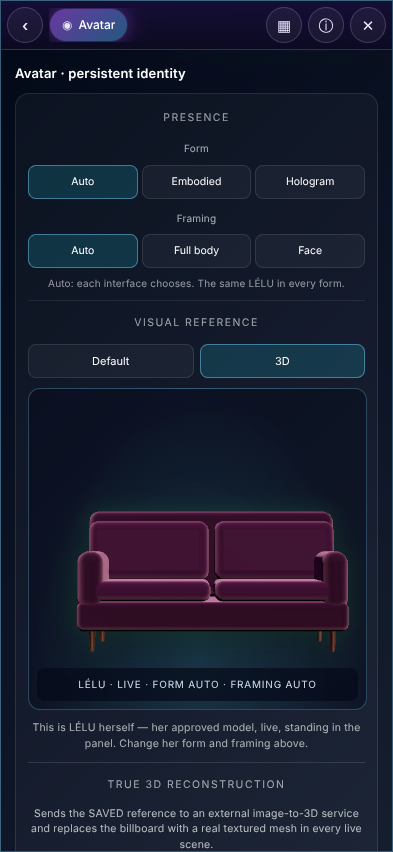 Avatar
Avatar · persistent identity
PRESENCE
Form
Auto
Embodied
Hologram
Framing
Auto
Full body
Face
Auto: each interface chooses. The same LÉLU in every form.
VISUAL REFERENCE
Default
3D
LÉLU · LIVE · FORM AUTO · FRAMING AUTO
This is LÉLU herself — her approved model, live, standing in the
panel. Change her form and framing above.
TRUE 3D RECONSTRUCTION
Sends the SAVED reference to an external image-to-3D service
and replaces the billboard with a real textured mesh in every live
scene.